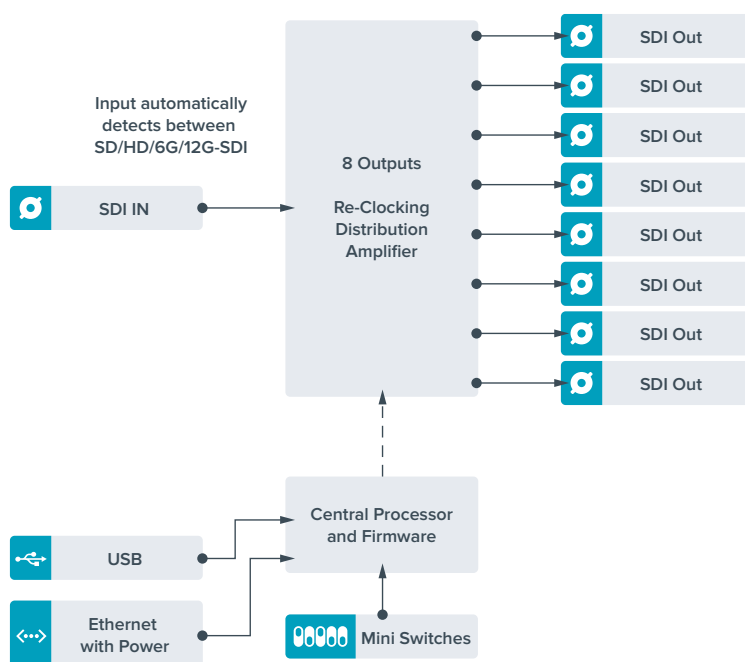 SDI Out
SDI Out
Input automatically
detects between
SD/HD/6G/12G-SDI
SDI Out
8 Outputs
SDI Out
SDI IN
Re-Clocking
Distribution
Amplifier
SDI Out
SDI Out
SDI Out
SDI Out
Central Processor
and Firmware
USB
Ethernet
with Power
Mini Switches